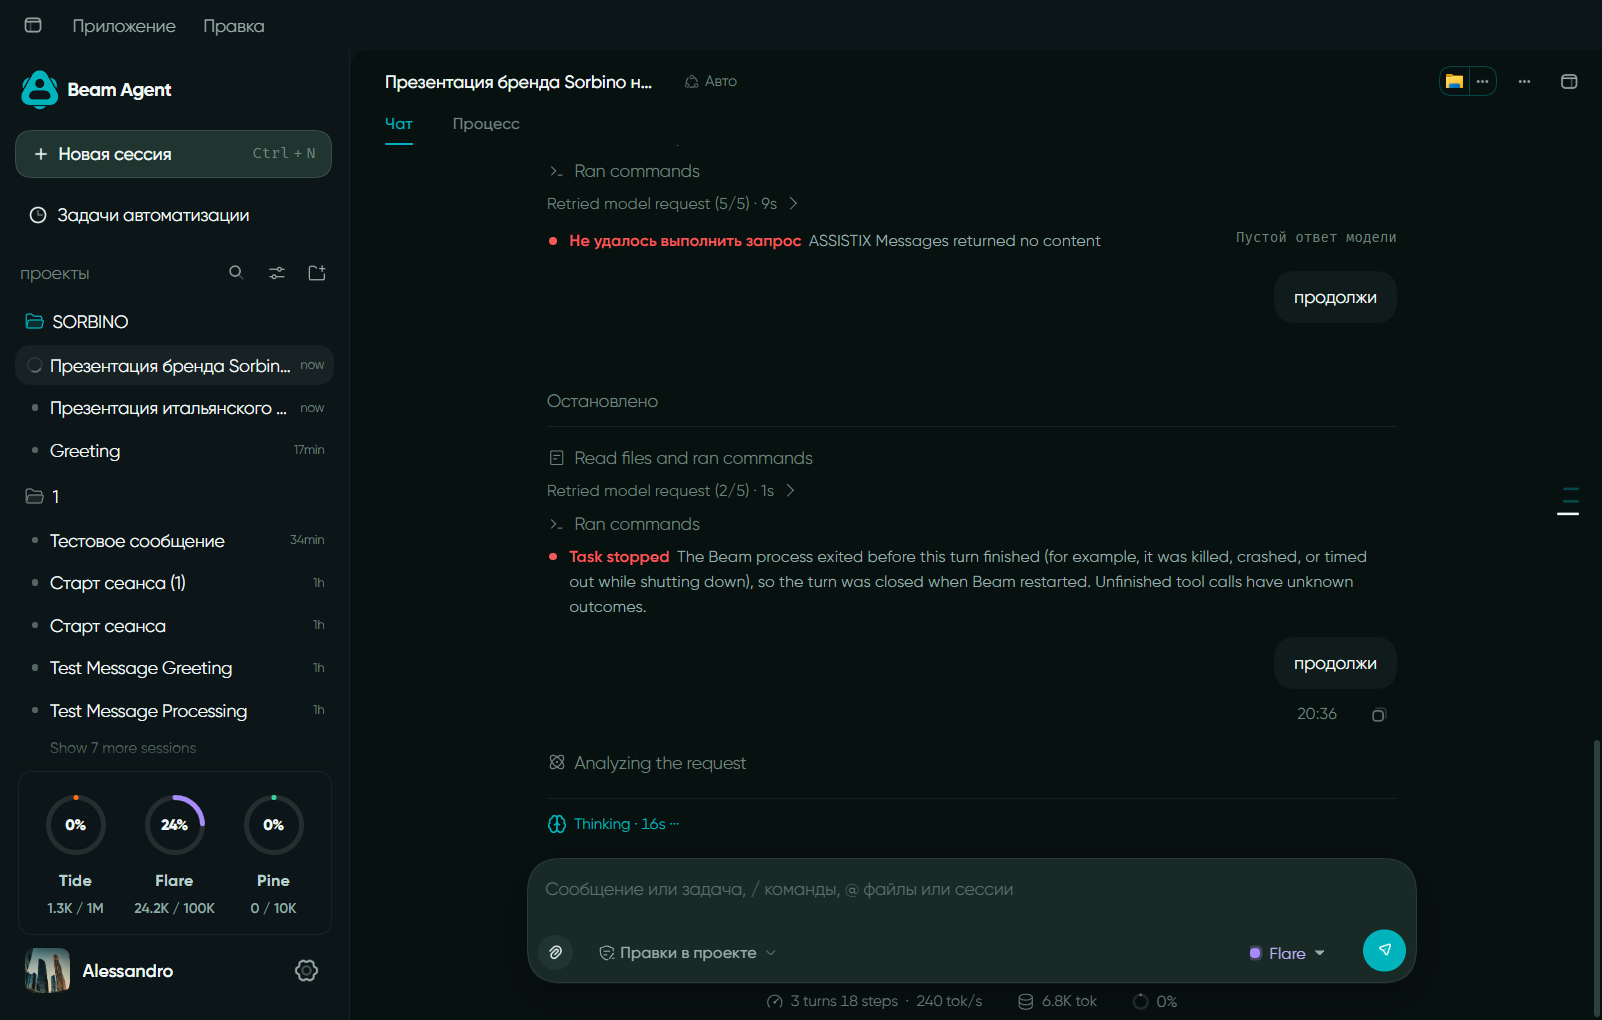 Приложение Правка
Beam Agent
Новая сессия Ctrl + N
Задачи автоматизации
проекты
SORBINO
Презентация бренда Sorbin... now
Презентация итальянского ... now
Greeting 17min
1
Тестовое сообщение 34min
Старт сеанса (1) 1h
Старт сеанса 1h
Test Message Greeting 1h
Test Message Processing 1h
Show 7 more sessions
0% 24% 0%
Tide Flare Pine
1.3K / 1M 24.2K / 100K 0 / 10K
Alessandro
Презентация бренда Sorbino н... Авто
Чат Процесс
Ran commands
Retried model request (5/5) · 9s
Не удалось выполнить запрос ASSISTIX Messages returned no content
Пустой ответ модели
продолжи
Остановлено
Read files and ran commands
Retried model request (2/5) · 1s
Ran commands
Task stopped The Beam process exited before this turn finished (for example, it was killed, crashed, or timed
out while shutting down), so the turn was closed when Beam restarted. Unfinished tool calls have unknown
outcomes.
продолжи
20:36
Analyzing the request
Thinking · 16s ···
Сообщение или задача, / команды, @ файлы или сессии
Правки в проекте Flare
3 turns 18 steps · 240 tok/s 6.8K tok 0%